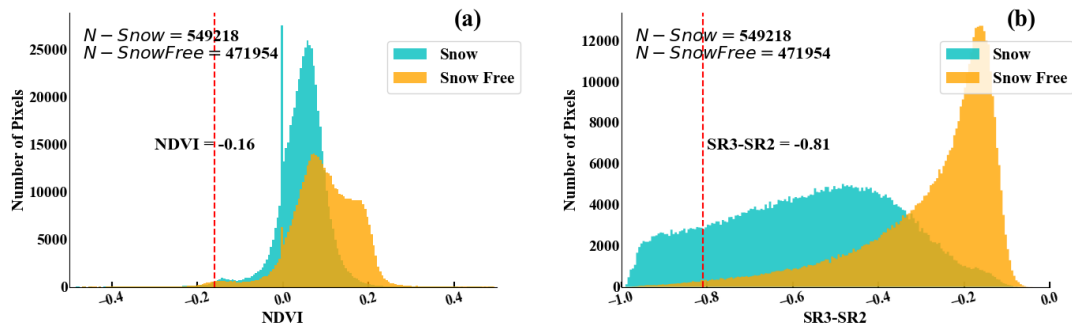 (a)
N − Snow = 549218
N − SnowFree = 471954
Snow
Snow Free
NDVI = -0.16
Number of Pixels
25000
20000
15000
10000
5000
0
−0.4
−0.2
0.0
0.2
0.4
NDVI
(b)
N − Snow = 549218
N − SnowFree = 471954
Snow
Snow Free
SR3-SR2 = -0.81
Number of Pixels
12000
10000
8000
6000
4000
2000
0
−1.0
−0.8
−0.6
−0.4
−0.2
0.0
SR3-SR2